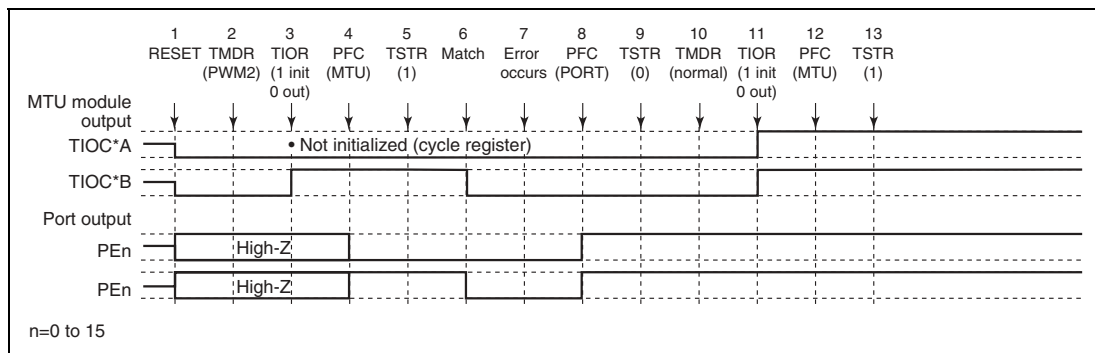 1 2 3 4 5 6 7 8 9 10 11 12 13
RESET TMDR TIOR PFC TSTR Match Error PFC TSTR TMDR TIOR PFC TSTR
(PWM2) (1 init (MTU) (1) occurs (PORT) (0) (normal) (1 init (MTU) (1)
0 out) 0 out)
MTU module
output
TIOC*A • Not initialized (cycle register)
TIOC*B
Port output
PEn High-Z
PEn High-Z
n=0 to 15